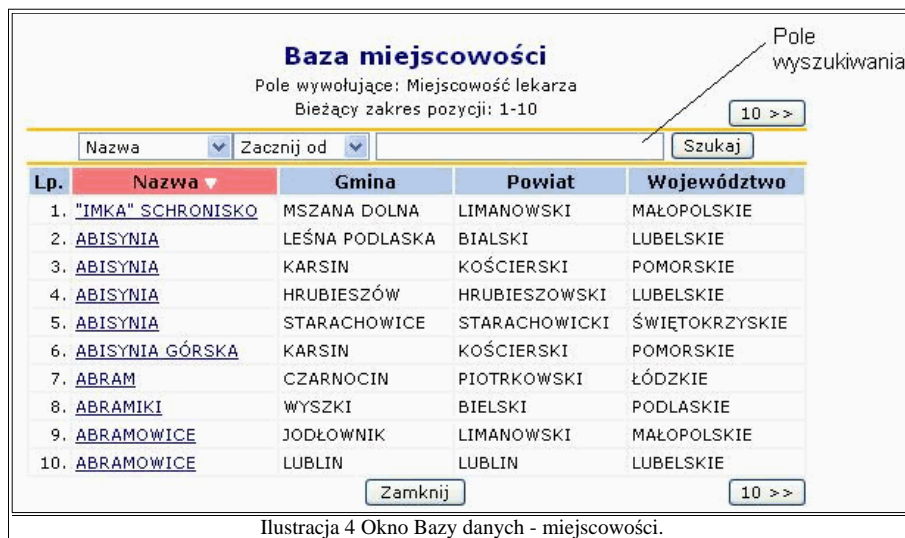 Baza miejscowości
Pole wywołujące: Miejscowość lekarza
Bieżący zakres pozycji: 1-10
Pole
wyszukiwania
10 >>
Nazwa Zacznij od Szukaj
Lp. Nazwa Gmina Powiat Województwo
1. "IMKA" SCHRONISKO MSZANA DOLNA LIMANOWSKI MAŁOPOLSKIE
2. ABISYNIA LEŚNA PODLASKA BIALSKI LUBELSKIE
3. ABISYNIA KARSIN KOŚCIERSKI POMORSKIE
4. ABISYNIA HRUBIESZÓW HRUBIESZOWSKI LUBELSKIE
5. ABISYNIA STARACHOWICE STARACHOWICKI ŚWIĘTOKRZYSKIE
6. ABISYNIA GÓRSKA KARSIN KOŚCIERSKI POMORSKIE
7. ABRAM CZARNOCIN PIOTRKOWSKI ŁÓDZKIE
8. ABRAMIKI WYSZKI BIELSKI PODLASKIE
9. ABRAMOWICE JODŁOWNIK LIMANOWSKI MAŁOPOLSKIE
10. ABRAMOWICE LUBLIN LUBLIN LUBELSKIE
Zamknij 10 >>
Ilustracja 4 Okno Bazy danych - miejscowości.